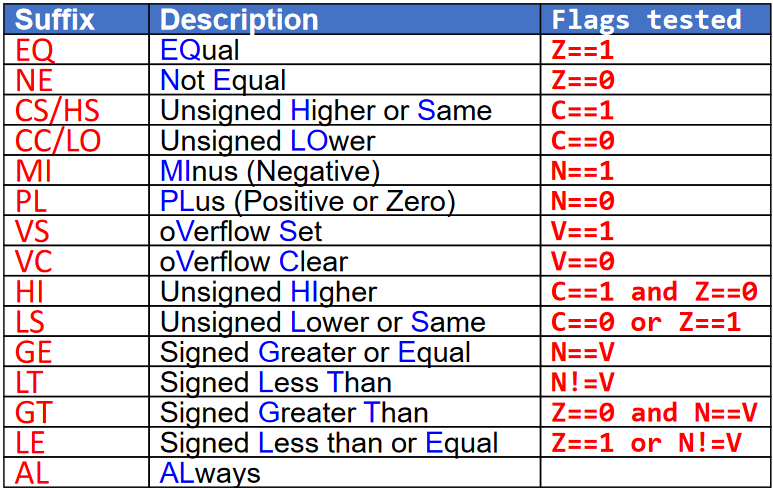 Suffix Description Flags tested
EQ EQual Z==1
NE Not Equal Z==0
CS/HS Unsigned Higher or Same C==1
CC/LO Unsigned LOwer C==0
MI MInus (Negative) N==1
PL PLus (Positive or Zero) N==0
VS oVerflow Set V==1
VC oVerflow Clear V==0
HI Unsigned HIgher C==1 and Z==0
LS Unsigned Lower or Same C==0 or Z==1
GE Signed Greater or Equal N==V
LT Signed Less Than N!=V
GT Signed Greater Than Z==0 and N==V
LE Signed Less than or Equal Z==1 or N!=V
AL ALways